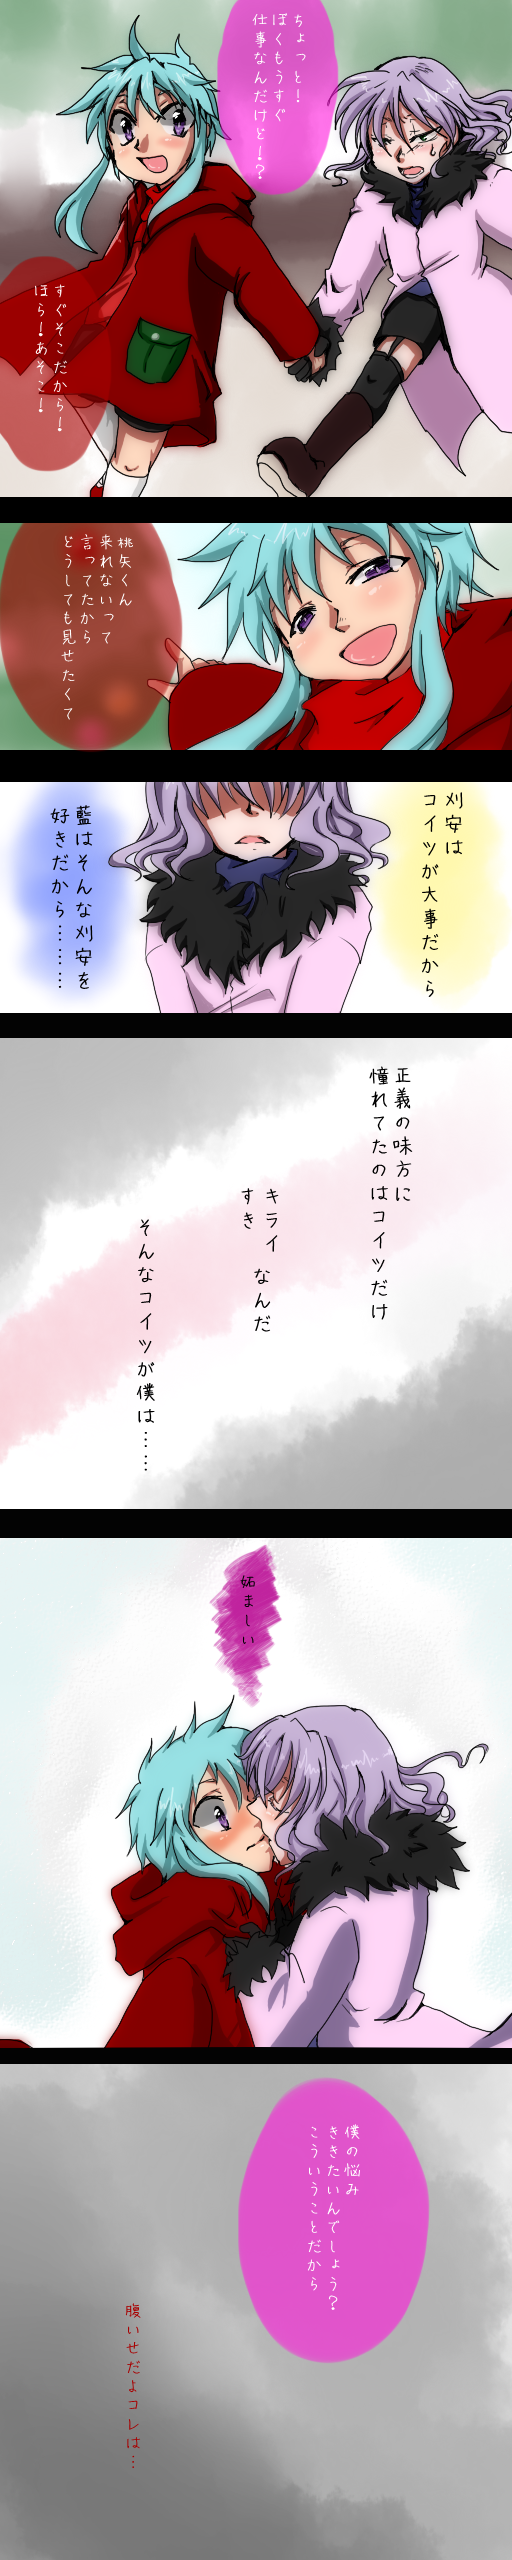 ちょっと!
ぼくもうすぐ
仕事なんだけど!?
すぐそこだから!
ほら!あそこ!
桃矢くん
来れないって
言ってたから
どうしても見せたくて
刈安は
コイツが大事だから
藍はそんな刈安を
好きだから………
正義の味方に
憧れてたのはコイツだけ
キライ なんだ
すき
そんなコイツが僕は……
妬ましい
僕の悩み
ききたいんでしょう?
こういうことだから
腹いせだよコレは…